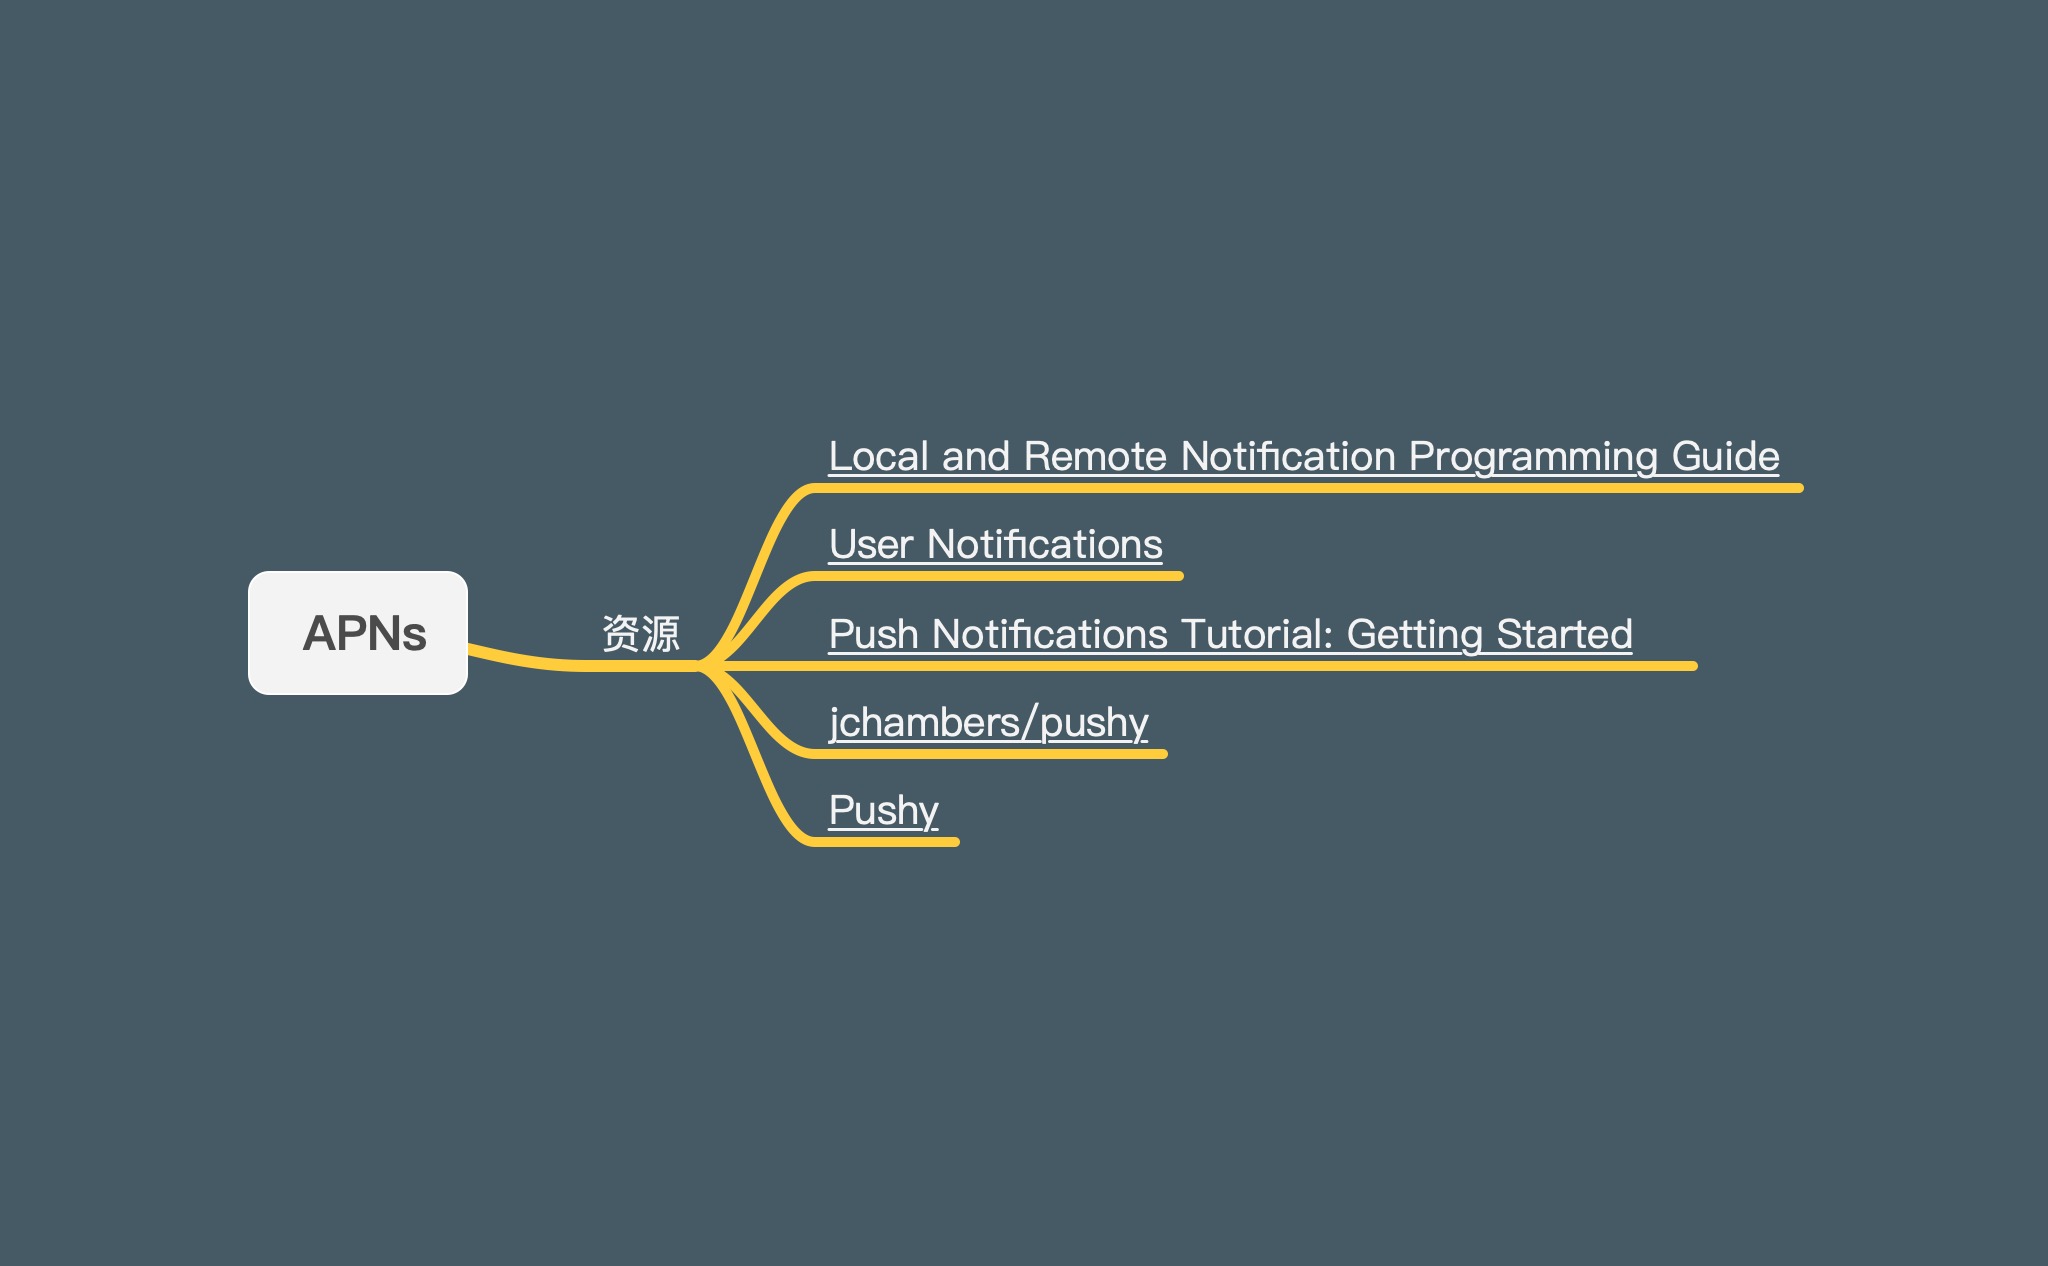 APNs
资源
Local and Remote Notification Programming Guide
User Notifications
Push Notifications Tutorial: Getting Started
jchambers/pushy
Pushy